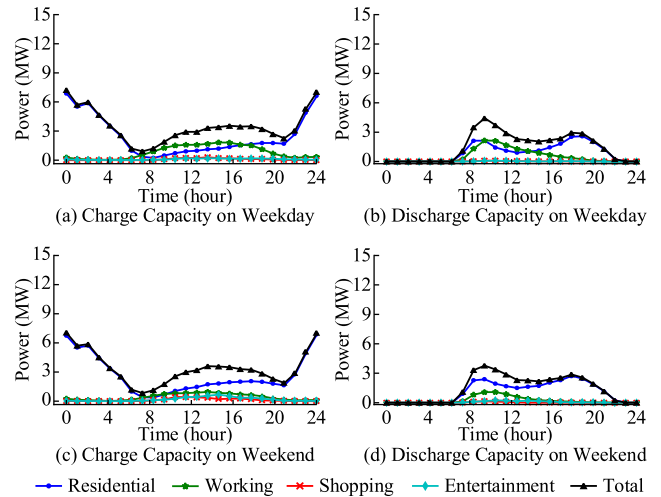 15
12
9
6
3
0
Power (MW)
0 4 8 12 16 20 24
Time (hour)
(a) Charge Capacity on Weekday
15
12
9
6
3
0
Power (MW)
0 4 8 12 16 20 24
Time (hour)
(b) Discharge Capacity on Weekday
15
12
9
6
3
0
Power (MW)
0 4 8 12 16 20 24
Time (hour)
(c) Charge Capacity on Weekend
15
12
9
6
3
0
Power (MW)
0 4 8 12 16 20 24
Time (hour)
(d) Discharge Capacity on Weekend
Residential Working Shopping Entertainment Total